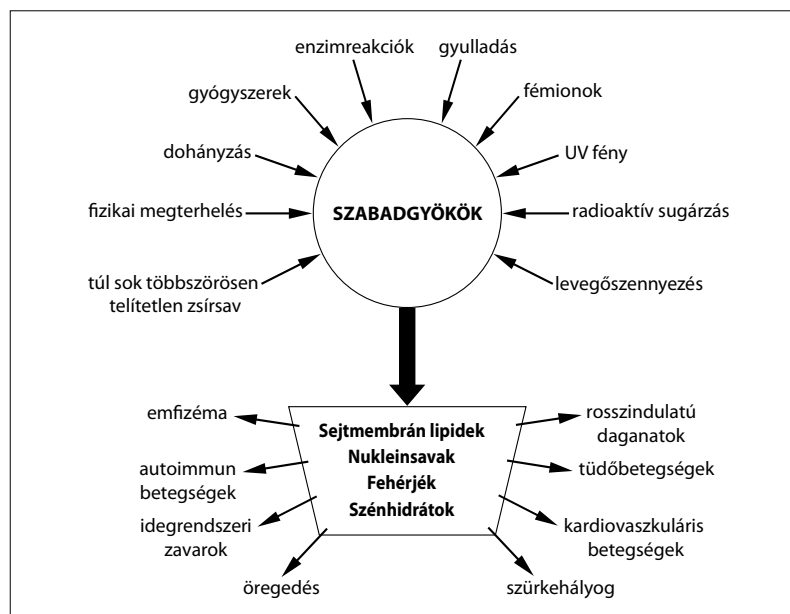 enzimreakciók
gyulladás
gyógyszerek
fémionok
dohányzás
UV fény
fizikai megterhelés
SZABADGYÖKÖK
radioaktív sugárzás
túl sok többszörösen
telítetlen zsírsav
levegőszennyezés
emfizéma
Sejtmembrán lipidek
Nukleinsavak
Fehérjék
Szénhidrátok
rosszindulatú
daganatok
autoimmun
betegségek
tüdőbetegségek
idegrendszeri
zavarok
kardiovaszkuláris
betegségek
öregedés
szürkehályog